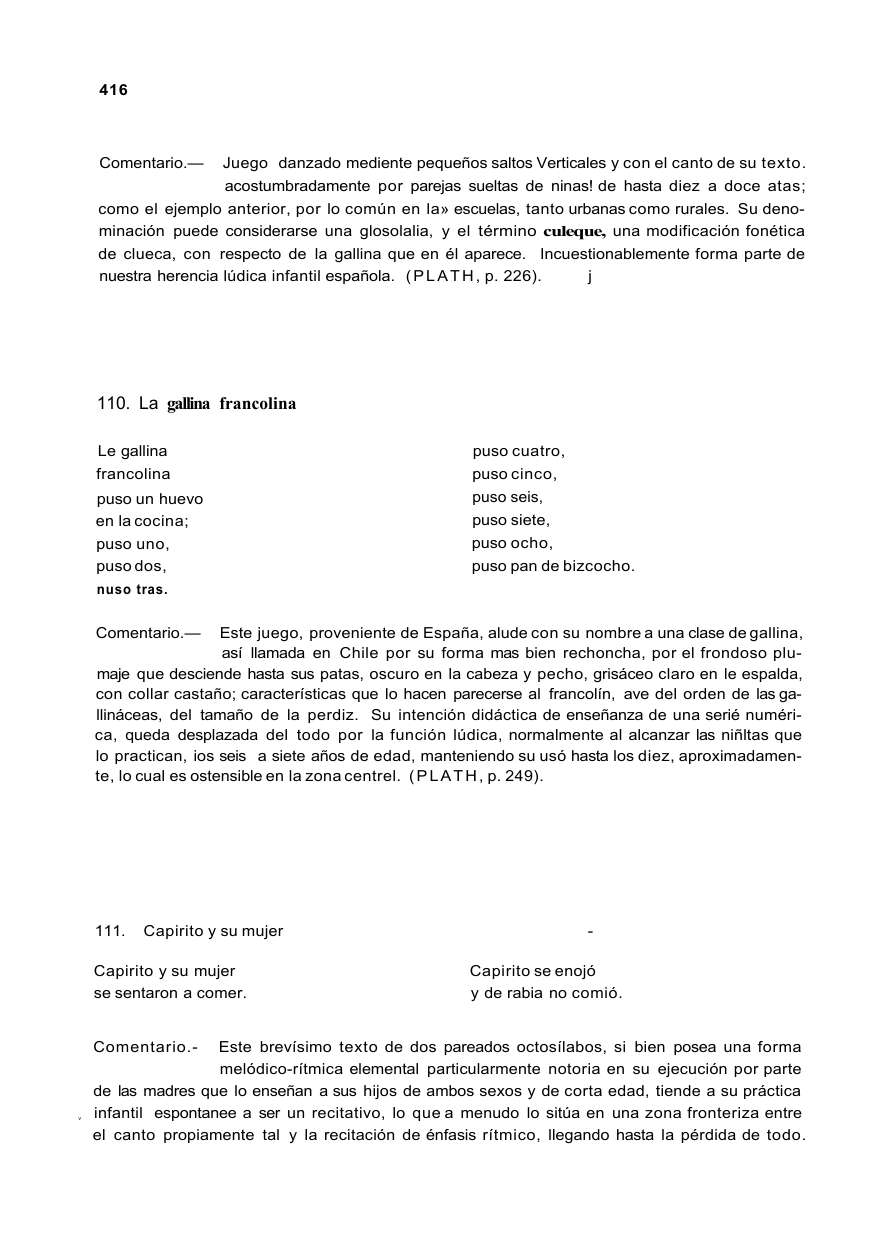 416
Comentario.— Juego danzado mediante pequeños saltos Verticales y con el canto de su texto.
acostumbradamente por parejas sueltas de ninas! de hasta diez a doce atas;
como el ejemplo anterior, por lo común en la» escuelas, tanto urbanas como rurales. Su deno-
minación puede considerarse una glosolalia, y el término culeque, una modificación fonética
de clueca, con respecto de la gallina que en él aparece. Incuestionablemente forma parte de
nuestra herencia lúdica infantil española. (PLATH, p. 226). j
110. La gallina francolina
Le gallina
francolina
puso un huevo
en la cocina;
puso uno,
puso dos,
nuso tras.
puso cuatro,
puso cinco,
puso seis,
puso siete,
puso ocho,
puso pan de bizcocho.
Comentario.— Este juego, proveniente de España, alude con su nombre a una clase de gallina,
así llamada en Chile por su forma mas bien rechoncha, por el frondoso plu-
maje que desciende hasta sus patas, oscuro en la cabeza y pecho, grisáceo claro en le espalda,
con collar castaño; características que lo hacen parecerse al francolín, ave del orden de las ga-
llináceas, del tamaño de la perdiz. Su intención didáctica de enseñanza de una serié numéri-
ca, queda desplazada del todo por la función lúdica, normalmente al alcanzar las niñltas que
lo practican, ios seis a siete años de edad, manteniendo su usó hasta los diez, aproximadamen-
te, lo cual es ostensible en la zona centrel. (PLATH, p. 249).
111. Capirito y su mujer -
Capirito y su mujer
se sentaron a comer.
Capirito se enojó
y de rabia no comió.
Comentario.- Este brevísimo texto de dos pareados octosílabos, si bien posea una forma
melódico-rítmica elemental particularmente notoria en su ejecución por parte
de las madres que lo enseñan a sus hijos de ambos sexos y de corta edad, tiende a su práctica
infantil espontanee a ser un recitativo, lo que a menudo lo sitúa en una zona fronteriza entre
el canto propiamente tal y la recitación de énfasis rítmico, llegando hasta la pérdida de todo.